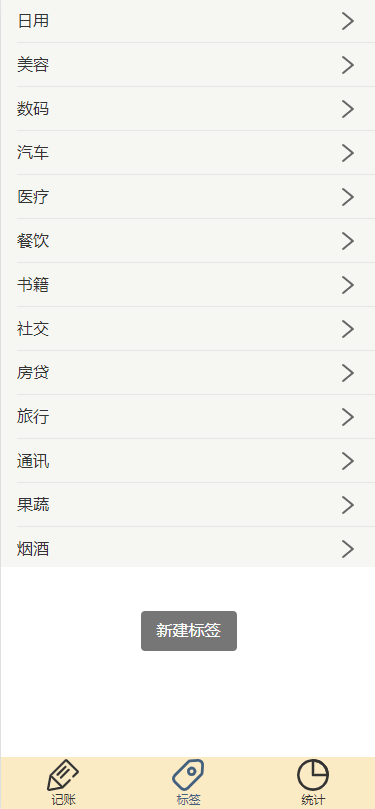 日用
美容
数码
汽车
医疗
餐饮
书籍
社交
房贷
旅行
通讯
果蔬
烟酒
新建标签
记账
标签
统计